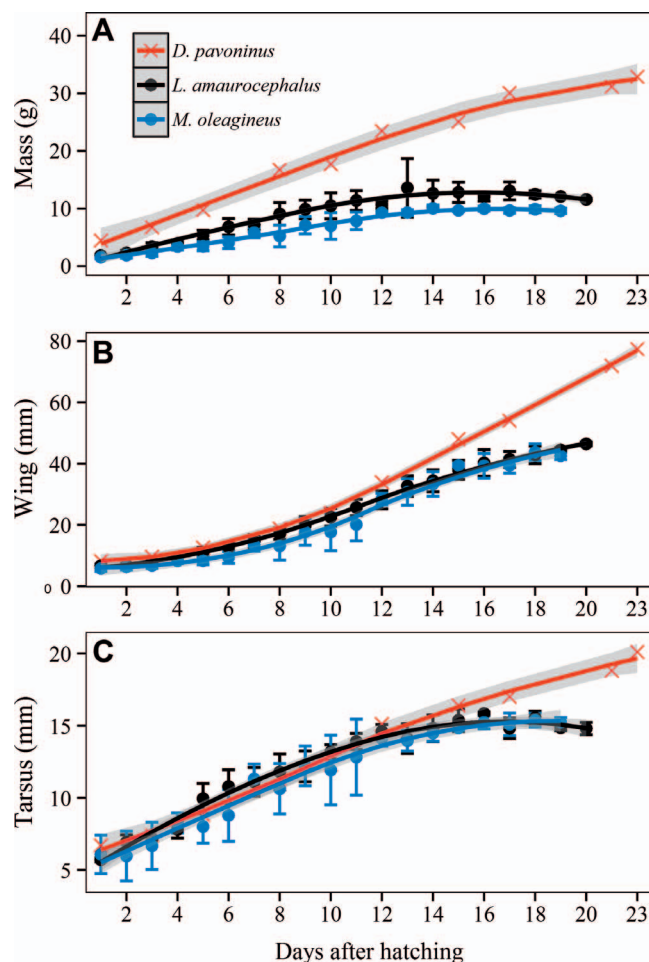 A
D. pavoninus
L. amaurocephalus
M. oleagineus
Mass (g)
40
30
20
10
0
2 4 6 8 10 12 14 16 18 20 23
B
Wing (mm)
80
60
40
20
0
0
2 4 6 8 10 12 14 16 18 20 23
C
Tarsus (mm)
20
15
10
5
2 4 6 8 10 12 14 16 18 20 23
Days after hatching